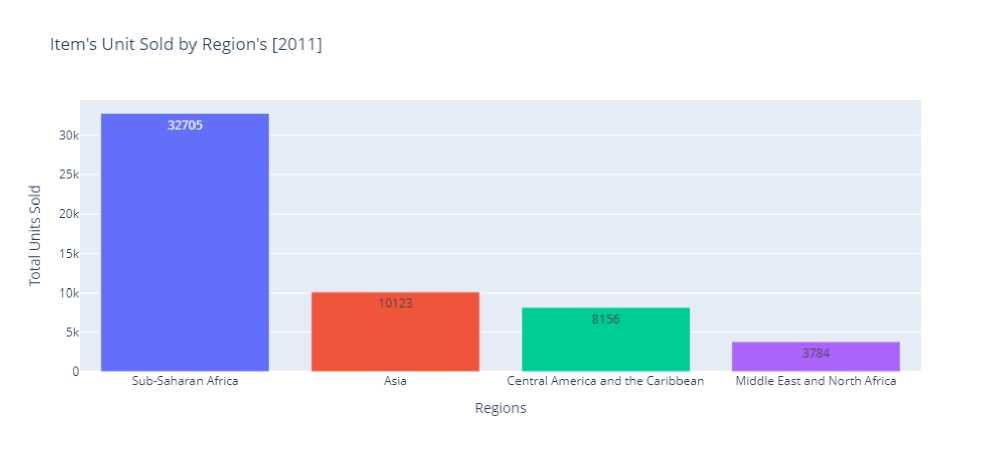 Item's Unit Sold by Region's [2011]
Total Units Sold
30k
25k
20k
15k
10k
5k
0
32705
10123
8156
3784
Sub-Saharan Africa
Asia
Central America and the Caribbean
Middle East and North Africa
Regions